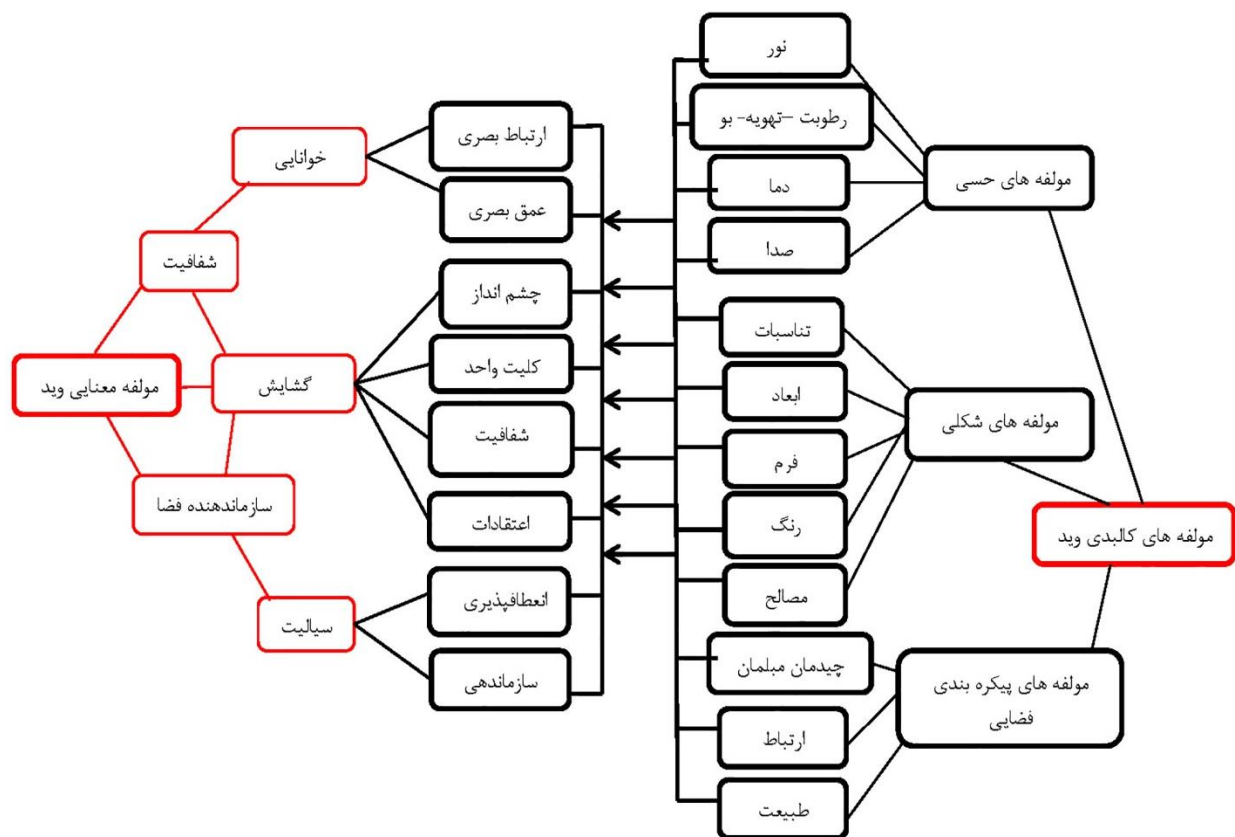 مولفه های کالبدی وید
مولفه های حسی
مولفه های شکلی
مولفه های پیکره بندی
فضایی
نور
رطوبت –تهویه- بو
دما
صدا
تناسبات
ابعاد
فرم
رنگ
مصالح
چیدمان مبلمان
ارتباط
طبیعت
ارتباط بصری
عمق بصری
چشم انداز
کلیت واحد
شفافیت
اعتقادات
انعطافپذیری
سازماندهی
خوانایی
شفافیت
گشایش
سازماندهنده فضا
سیالیت
مولفه معنایی وید